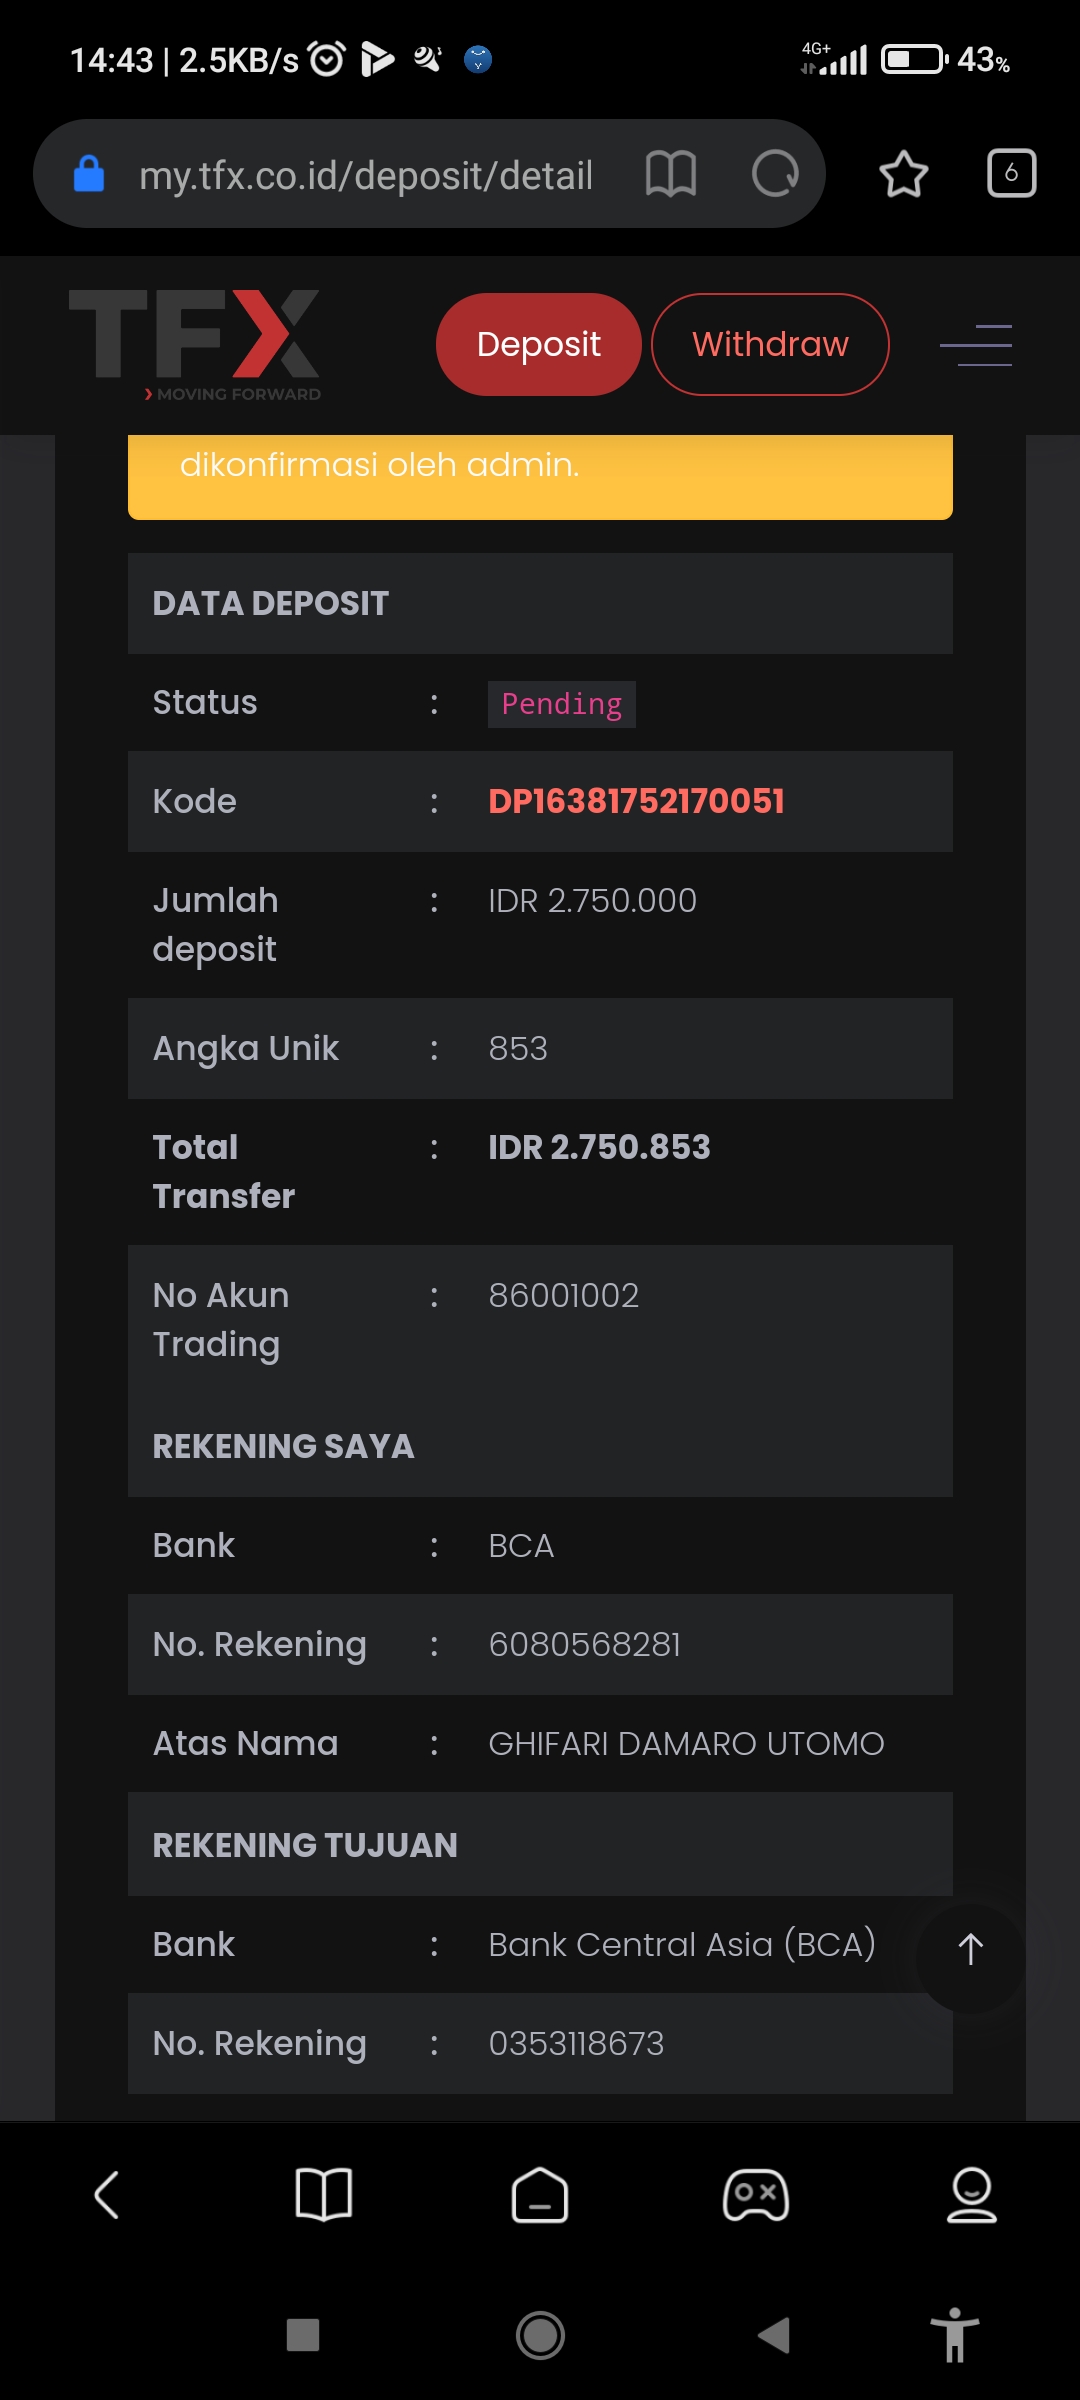 14:43 | 2.5KB/s 4G+ 43%
my.tfx.co.id/deposit/detail 6
TFX
MOVING FORWARD
Deposit Withdraw
dikonfirmasi oleh admin.
DATA DEPOSIT
Status : Pending
Kode : DP16381752170051
Jumlah : IDR 2.750.000
deposit
Angka Unik : 853
Total : IDR 2.750.853
Transfer
No Akun : 86001002
Trading
REKENING SAYA
Bank : BCA
No. Rekening : 6080568281
Atas Nama : GHIFARI DAMARO UTOMO
REKENING TUJUAN
Bank : Bank Central Asia (BCA)
No. Rekening : 0353118673